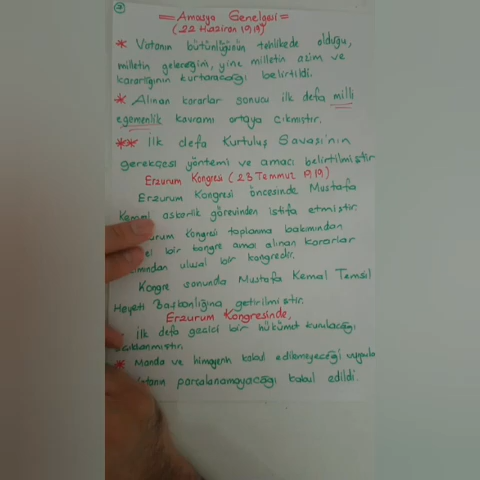 2
= Amasya Genelgesi =
(22 Haziran 1919)
* Vatanın bütünlüğünün tehlikede olduğu,
milletin geleceğini, yine milletin azim ve
kararlığının kurtaracağı belirtildi.
* Alınan kararlar sonucu ilk defa milli
egemenlik kavramı ortaya çıkmıştır.
** İlk defa Kurtuluş Savaşı'nın
gerekçesi yöntemi ve amacı belirtilmiştir
Erzurum Kongresi (23 Temmuz 1919)
Erzurum Kongresi öncesinde Mustafa
Kemal askerlik görevinden istifa etmiştir.
Kongresi toplanma bakımından
bir kongre ama alınan kararlar
ulusal bir kongredir.
Kongre sonunda Mustafa Kemal Temsil
Heyeti Başkanlığına getirilmiştir.
Erzurum Kongresinde,
İlk defa geçici bir hükümet kurulacağı
açıklanmıştır.
* Manda ve himayenin kabul edilemeyeceği
parçalanamayacağı kabul edildi.